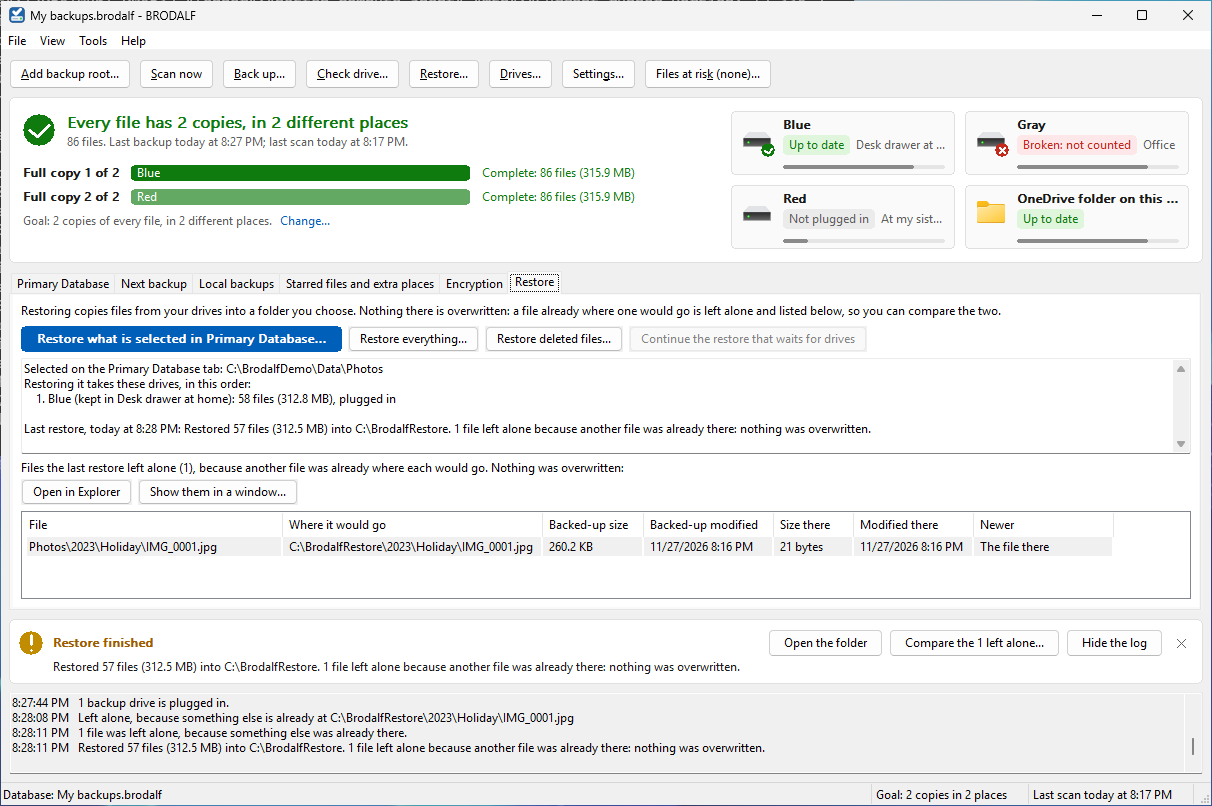 My backups.brodalf - BRODALF
File View Tools Help
Add backup root... Scan now Back up... Check drive... Restore... Drives... Settings... Files at risk (none)...
Every file has 2 copies, in 2 different places
86 files. Last backup today at 8:27 PM; last scan today at 8:17 PM.
Full copy 1 of 2 Blue Complete: 86 files (315.9 MB)
Full copy 2 of 2 Red Complete: 86 files (315.9 MB)
Goal: 2 copies of every file, in 2 different places. Change...
Blue
Up to date Desk drawer at ...
Gray
Broken: not counted Office
Red
Not plugged in At my sist...
OneDrive folder on this ...
Up to date
Primary Database Next backup Local backups Starred files and extra places Encryption Restore
Restoring copies files from your drives into a folder you choose. Nothing there is overwritten: a file already where one would go is left alone and listed below, so you can compare the two.
Restore what is selected in Primary Database... Restore everything... Restore deleted files... Continue the restore that waits for drives
Selected on the Primary Database tab: C:\BrodalfDemo\Data\Photos
Restoring it takes these drives, in this order:
1. Blue (kept in Desk drawer at home): 58 files (312.8 MB), plugged in
Last restore, today at 8:28 PM: Restored 57 files (312.5 MB) into C:\BrodalfRestore. 1 file left alone because another file was already there: nothing was overwritten.
Files the last restore left alone (1), because another file was already where each would go. Nothing was overwritten:
Open in Explorer Show them in a window...
File Where it would go Backed-up size Backed-up modified Size there Modified there Newer
Photos\2023\Holiday\IMG_0001.jpg C:\BrodalfRestore\2023\Holiday\IMG_0001.jpg 260.2 KB 11/27/2026 8:16 PM 21 bytes 11/27/2026 8:16 PM The file there
Restore finished
Restored 57 files (312.5 MB) into C:\BrodalfRestore. 1 file left alone because another file was already there: nothing was overwritten.
Open the folder Compare the 1 left alone... Hide the log
8:27:44 PM 1 backup drive is plugged in.
8:28:08 PM Left alone, because something else is already at C:\BrodalfRestore\2023\Holiday\IMG_0001.jpg
8:28:11 PM 1 file was left alone, because something else was already there.
8:28:11 PM Restored 57 files (312.5 MB) into C:\BrodalfRestore. 1 file left alone because another file was already there: nothing was overwritten.
Database: My backups.brodalf Goal: 2 copies in 2 places Last scan today at 8:17 PM